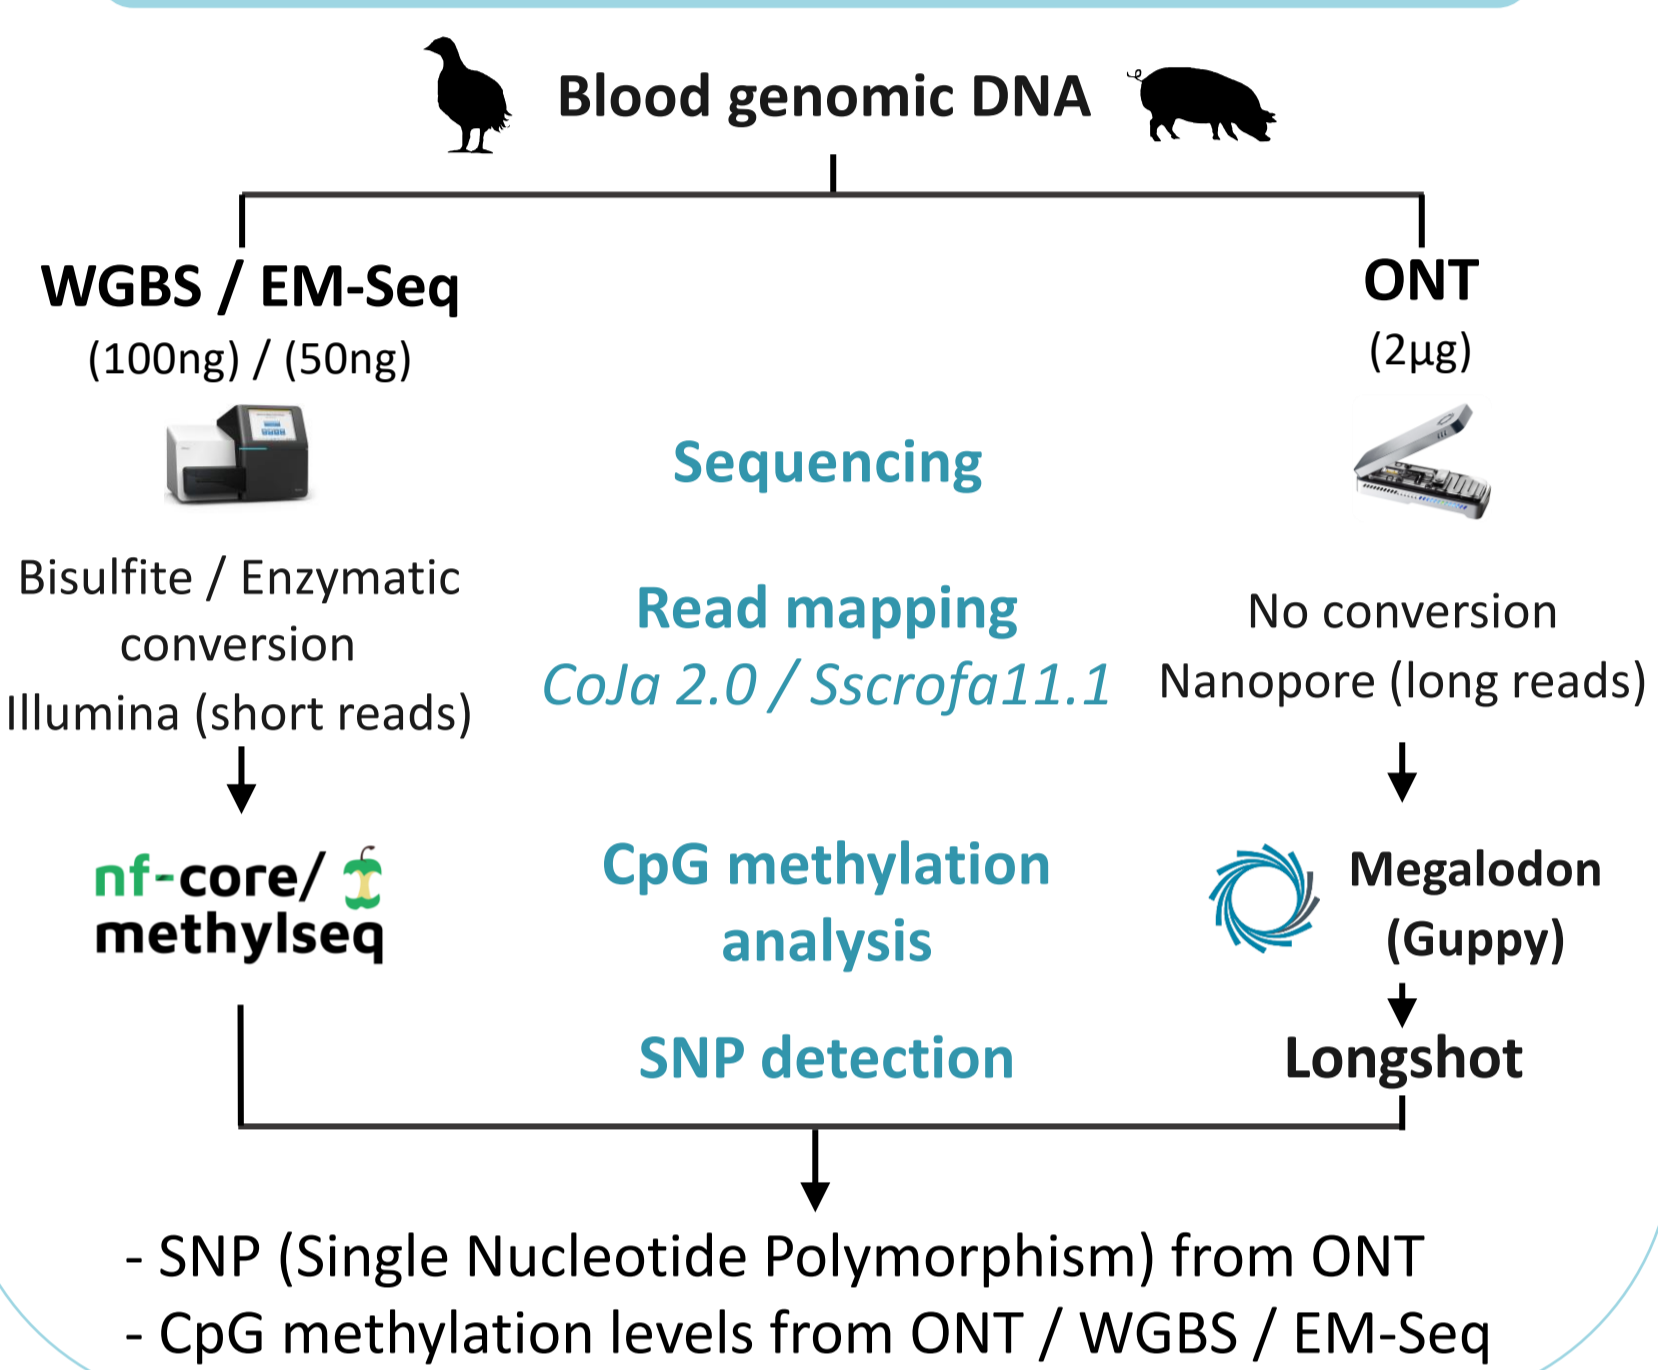 Blood genomic DNA
WGBS / EM-Seq
(100ng) / (50ng)
ONT
(2µg)
Sequencing
Bisulfite / Enzymatic
conversion
Illumina (short reads)
Read mapping
CoJa 2.0 / Sscrofa11.1
No conversion
Nanopore (long reads)
nf-core/
methylseq
CpG methylation
analysis
Megalodon
(Guppy)
SNP detection
Longshot
- SNP (Single Nucleotide Polymorphism) from ONT
- CpG methylation levels from ONT / WGBS / EM-Seq